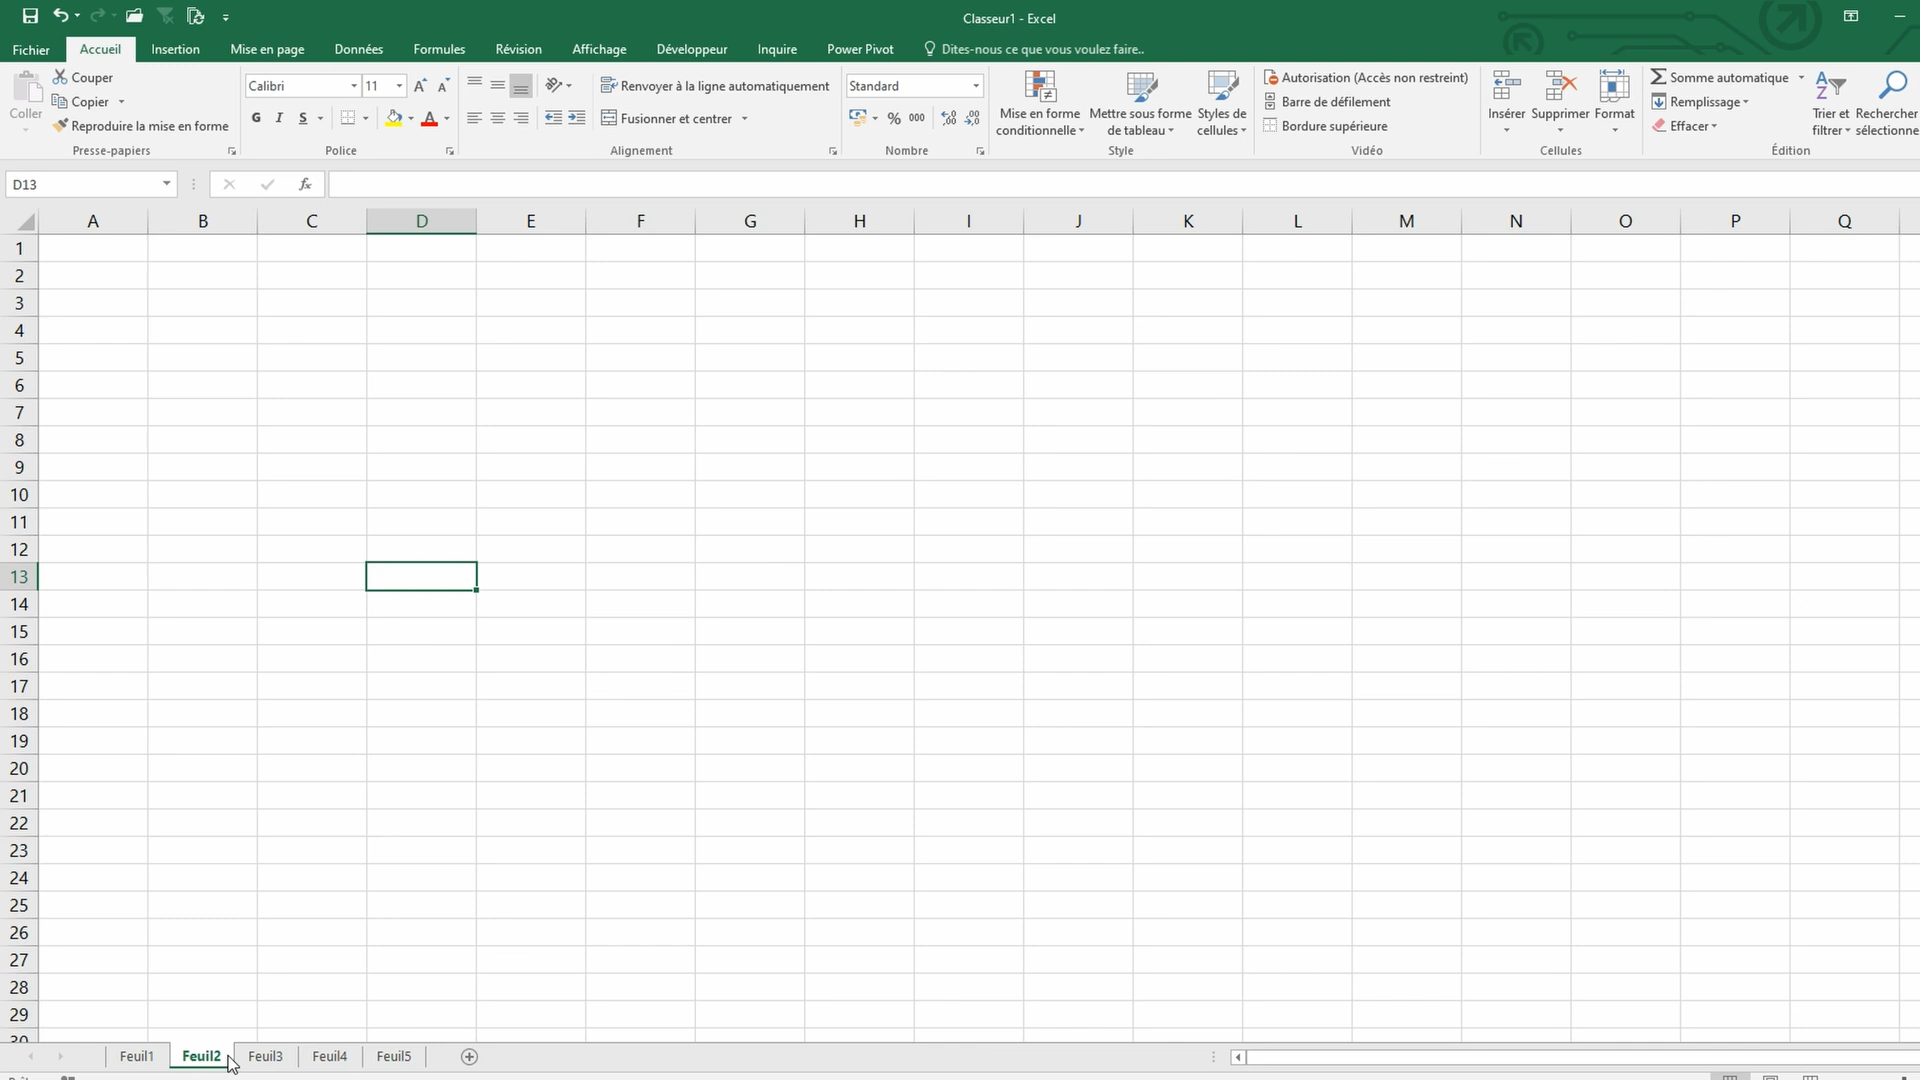 Classeur1 - Excel
Fichier Accueil Insertion Mise en page Données Formules Révision Affichage Développeur Inquire Power Pivot Dites-nous ce que vous voulez faire..
Couper
Copier
Reproduire la mise en forme
Coller
Presse-papiers
Calibri 11
G I S
Police
Renvoyer à la ligne automatiquement
Fusionner et centrer
Alignement
Standard
% 000
Nombre
Mise en forme conditionnelle
Mettre sous forme de tableau
Styles de cellules
Style
Autorisation (Accès non restreint)
Barre de défilement
Bordure supérieure
Vidéo
Insérer Supprimer Format
Cellules
Somme automatique
Remplissage
Effacer
Trier et filtrer
Rechercher
sélectionne
Édition
D13 fx
A B C D E F G H I J K L M N O P Q
1
2
3
4
5
6
7
8
9
10
11
12
13
14
15
16
17
18
19
20
21
22
23
24
25
26
27
28
29
30
Feuil1 Feuil2 Feuil3 Feuil4 Feuil5